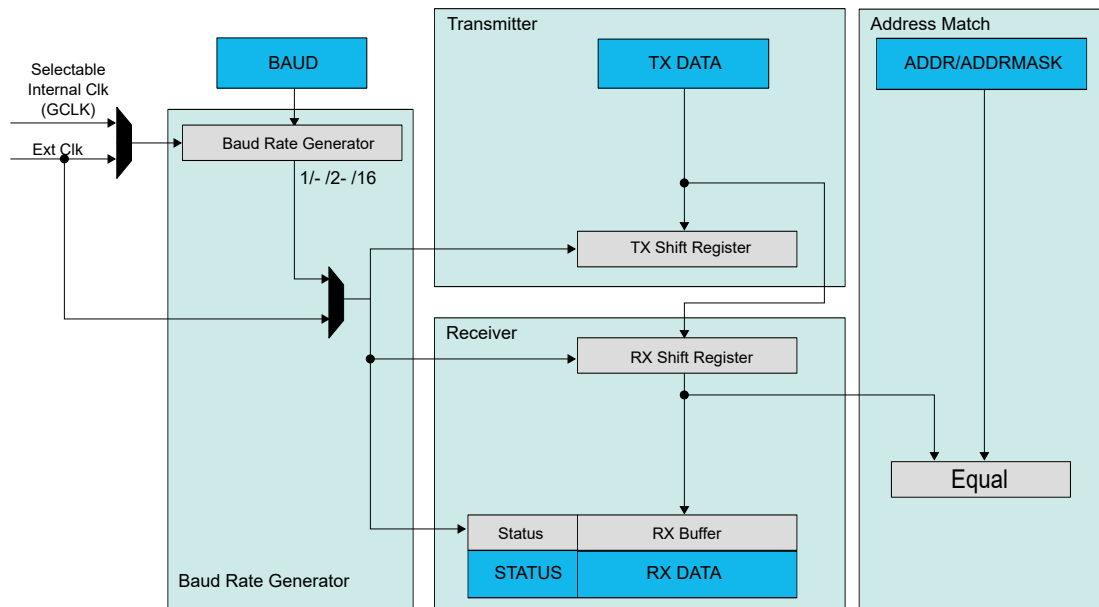 Transmitter
Address Match
BAUD
TX DATA
ADDR/ADDRMASK
Selectable
Internal Clk
(GCLK)
Baud Rate Generator
Ext Clk
1/- /2- /16
TX Shift Register
Receiver
RX Shift Register
Equal
Status
RX Buffer
STATUS
RX DATA
Baud Rate Generator